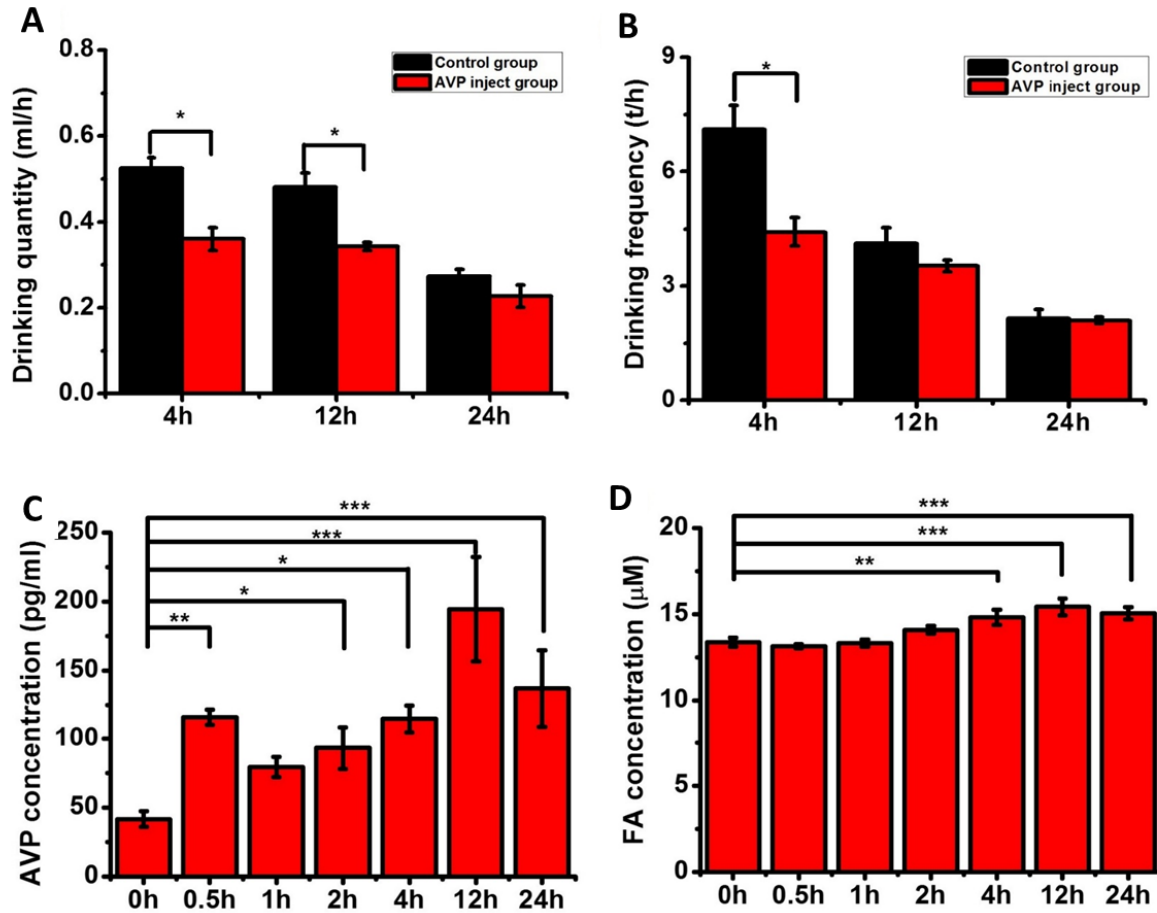 A
Drinking quantity (ml/h)
0.8
0.6
0.4
0.2
0.0
Control group
AVP inject group
*
*
4h 12h 24h
B
Drinking frequency (t/h)
9
6
3
0
Control group
AVP inject group
*
4h 12h 24h
C
AVP concentration (pg/ml)
250
200
150
100
50
0
***
***
*
*
**
0h 0.5h 1h 2h 4h 12h 24h
D
FA concentration (μM)
20
15
10
5
0
***
***
**
0h 0.5h 1h 2h 4h 12h 24h